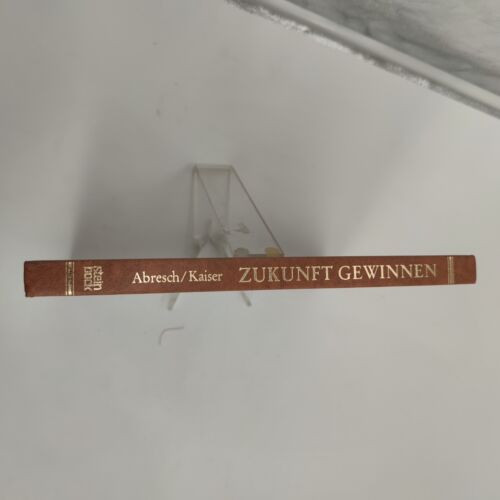 stein
bock
Abresch/Kaiser ZUKUNFT GEWINNEN